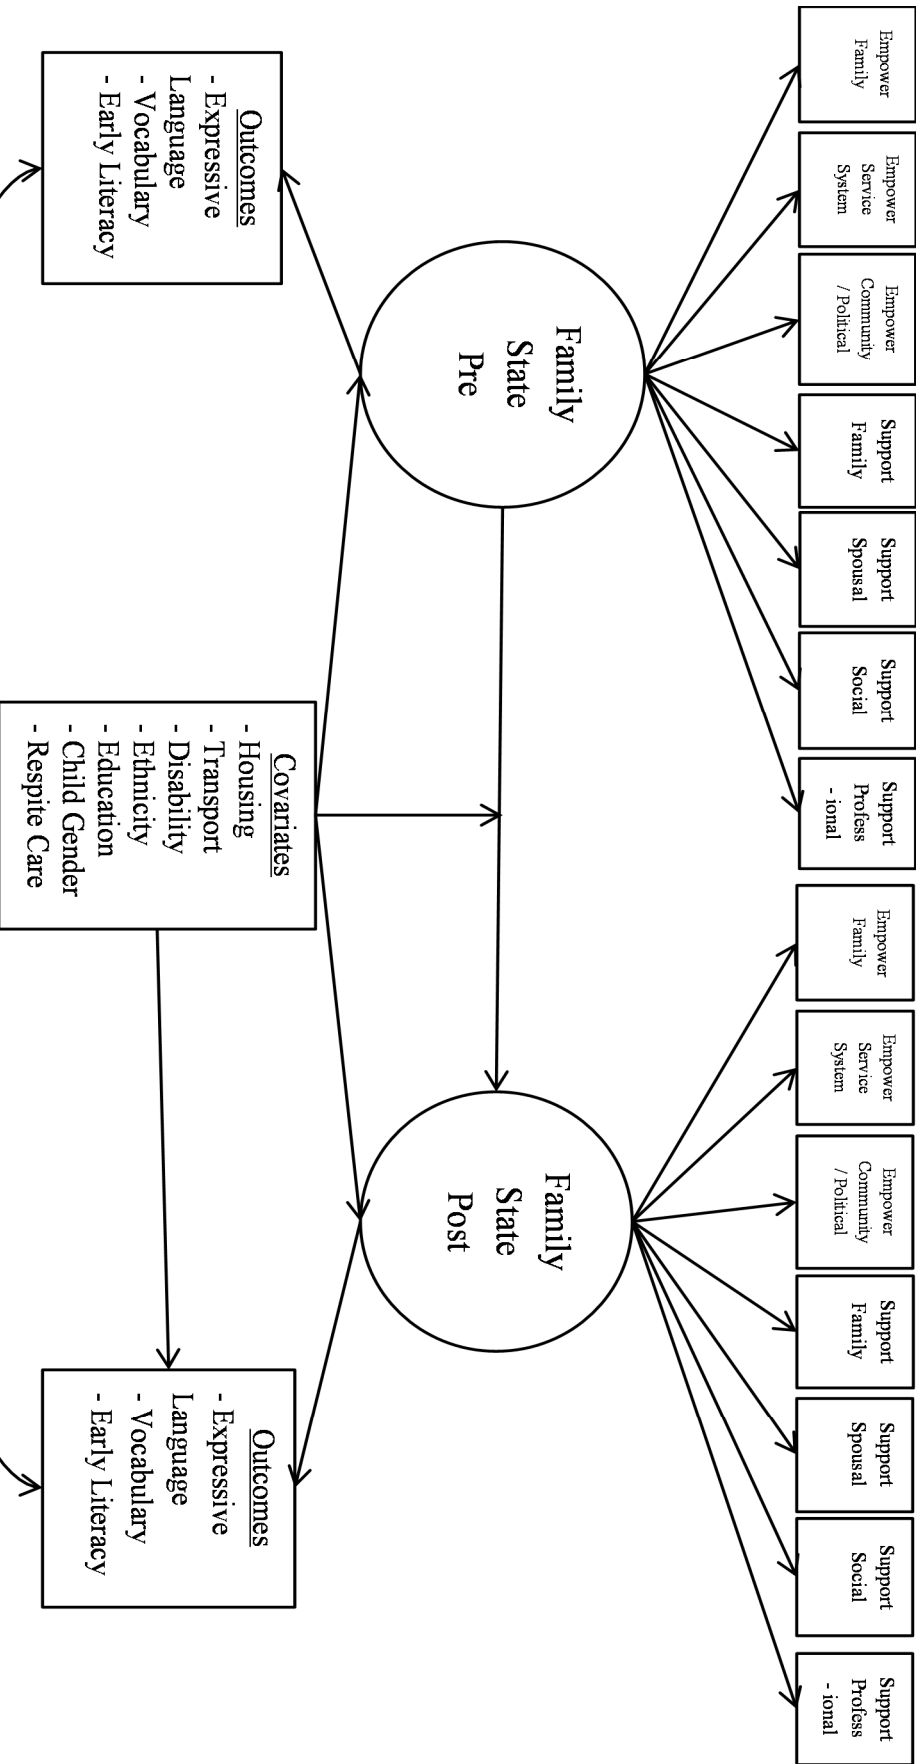 Empower
Family
Empower
Service
System
Empower
Community
/ Political
Support
Family
Support
Spousal
Support
Social
Support
Profess
- ional
Empower
Family
Empower
Service
System
Empower
Community
/ Political
Support
Family
Support
Spousal
Support
Social
Support
Profess
- ional
Family
State
Pre
Family
State
Post
Outcomes
- Expressive
Language
- Vocabulary
- Early Literacy
Covariates
- Housing
- Transport
- Disability
- Ethnicity
- Education
- Child Gender
- Respite Care
Outcomes
- Expressive
Language
- Vocabulary
- Early Literacy